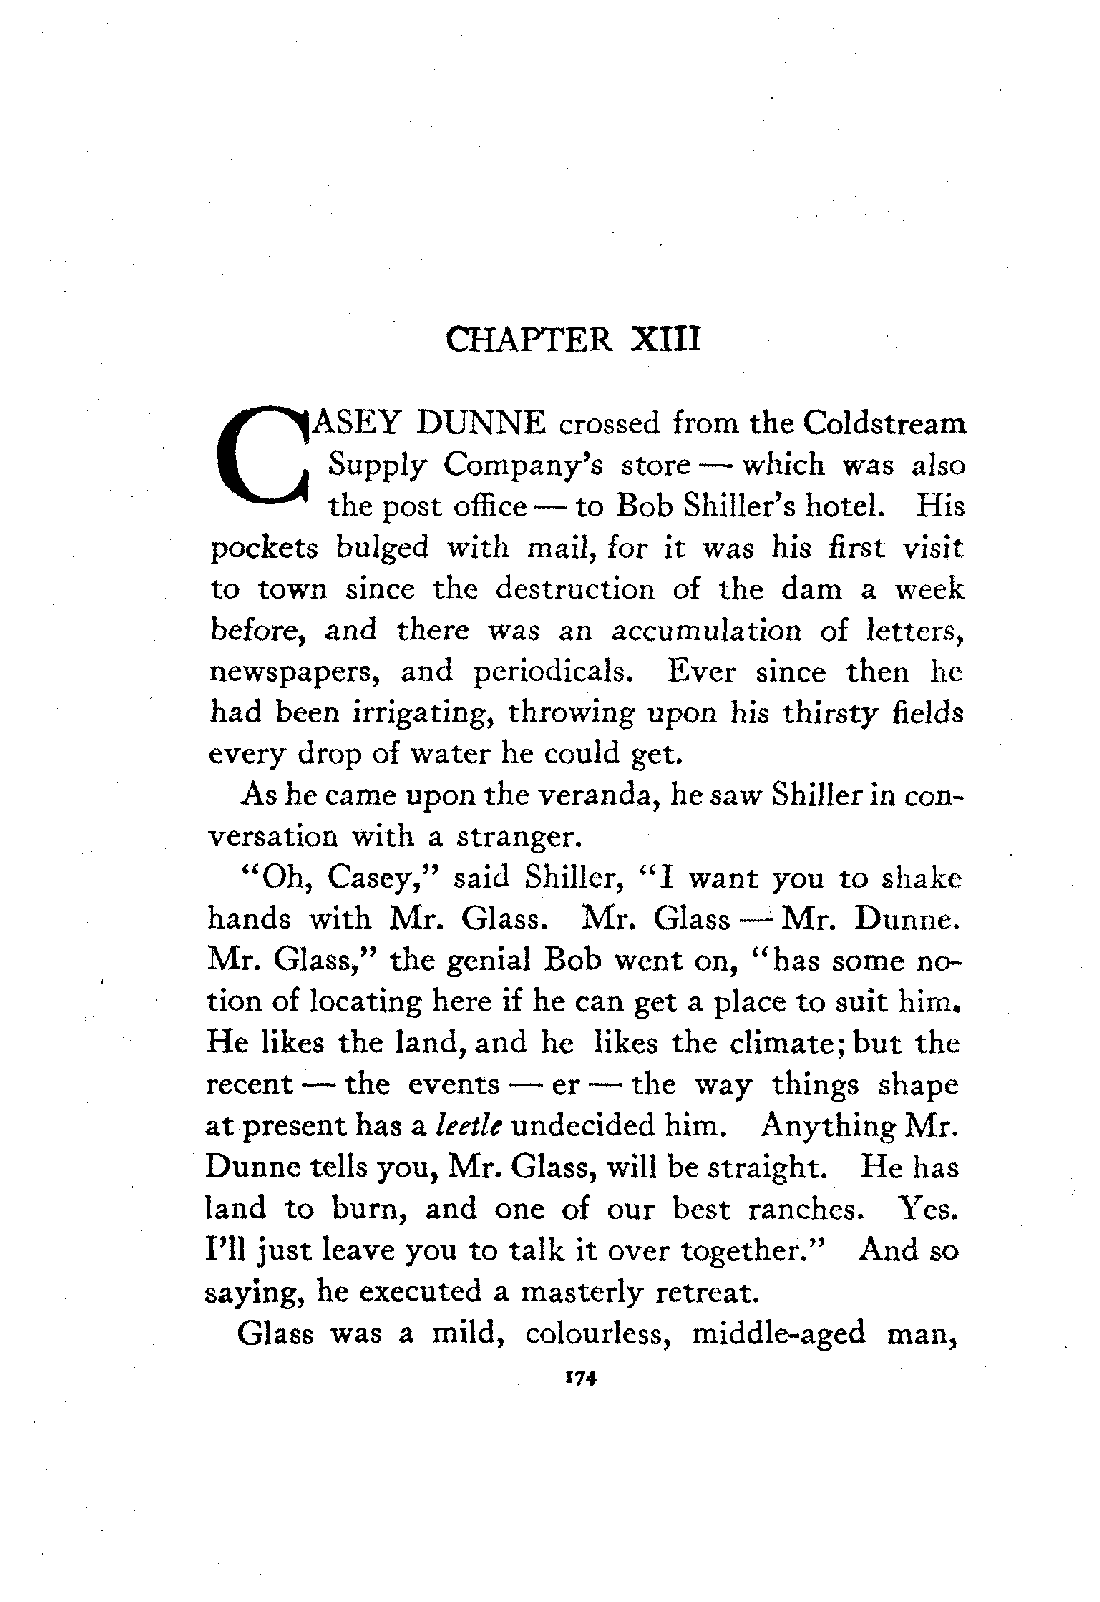 CHAPTER XIII
CASEY DUNNE crossed from the Coldstream
Supply Company's store — which was also
the post office — to Bob Shiller's hotel. His
pockets bulged with mail, for it was his first visit
to town since the destruction of the dam a week
before, and there was an accumulation of letters,
newspapers, and periodicals. Ever since then he
had been irrigating, throwing upon his thirsty fields
every drop of water he could get.
As he came upon the veranda, he saw Shiller in con-
versation with a stranger.
"Oh, Casey," said Shiller, "I want you to shake
hands with Mr. Glass. Mr. Glass — Mr. Dunne.
Mr. Glass," the genial Bob went on, "has some no-
tion of locating here if he can get a place to suit him.
He likes the land, and he likes the climate; but the
recent — the events — er — the way things shape
at present has a leetle undecided him. Anything Mr.
Dunne tells you, Mr. Glass, will be straight. He has
land to burn, and one of our best ranches. Yes.
I'll just leave you to talk it over together." And so
saying, he executed a masterly retreat.
Glass was a mild, colourless, middle-aged man,
174